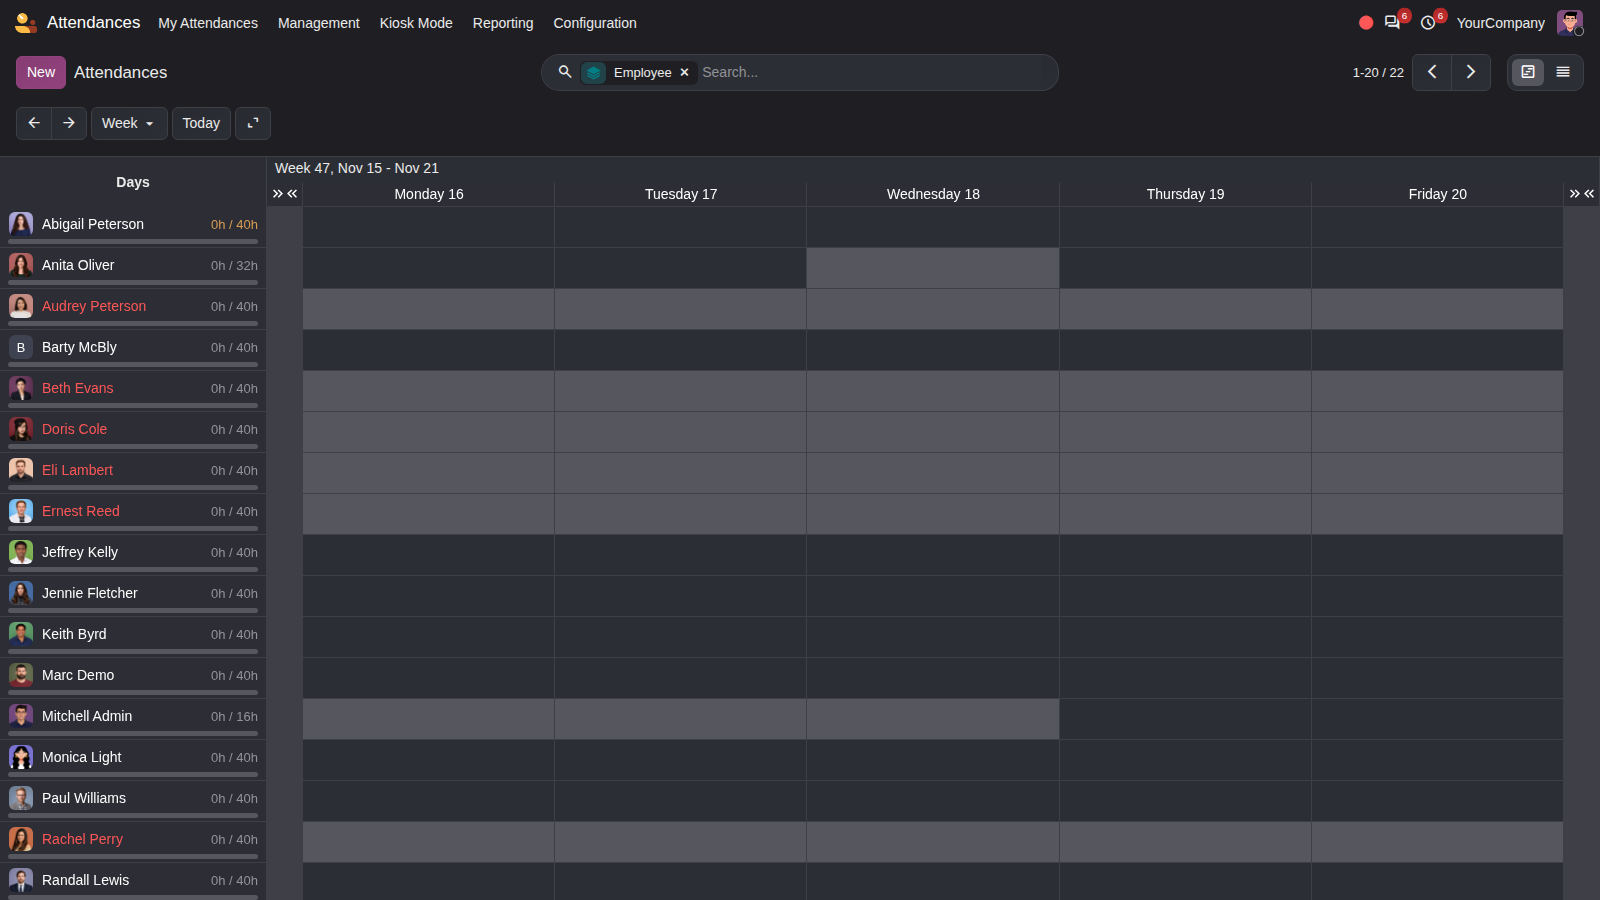 Attendances My Attendances Management Kiosk Mode Reporting Configuration 6 6 YourCompany
New Attendances Employee Search... 1-20 / 22
Week Today
Days
Week 47, Nov 15 - Nov 21
Monday 16 Tuesday 17 Wednesday 18 Thursday 19 Friday 20
Abigail Peterson 0h / 40h
Anita Oliver 0h / 32h
Audrey Peterson 0h / 40h
B Barty McBly 0h / 40h
Beth Evans 0h / 40h
Doris Cole 0h / 40h
Eli Lambert 0h / 40h
Ernest Reed 0h / 40h
Jeffrey Kelly 0h / 40h
Jennie Fletcher 0h / 40h
Keith Byrd 0h / 40h
Marc Demo 0h / 40h
Mitchell Admin 0h / 16h
Monica Light 0h / 40h
Paul Williams 0h / 40h
Rachel Perry 0h / 40h
Randall Lewis 0h / 40h